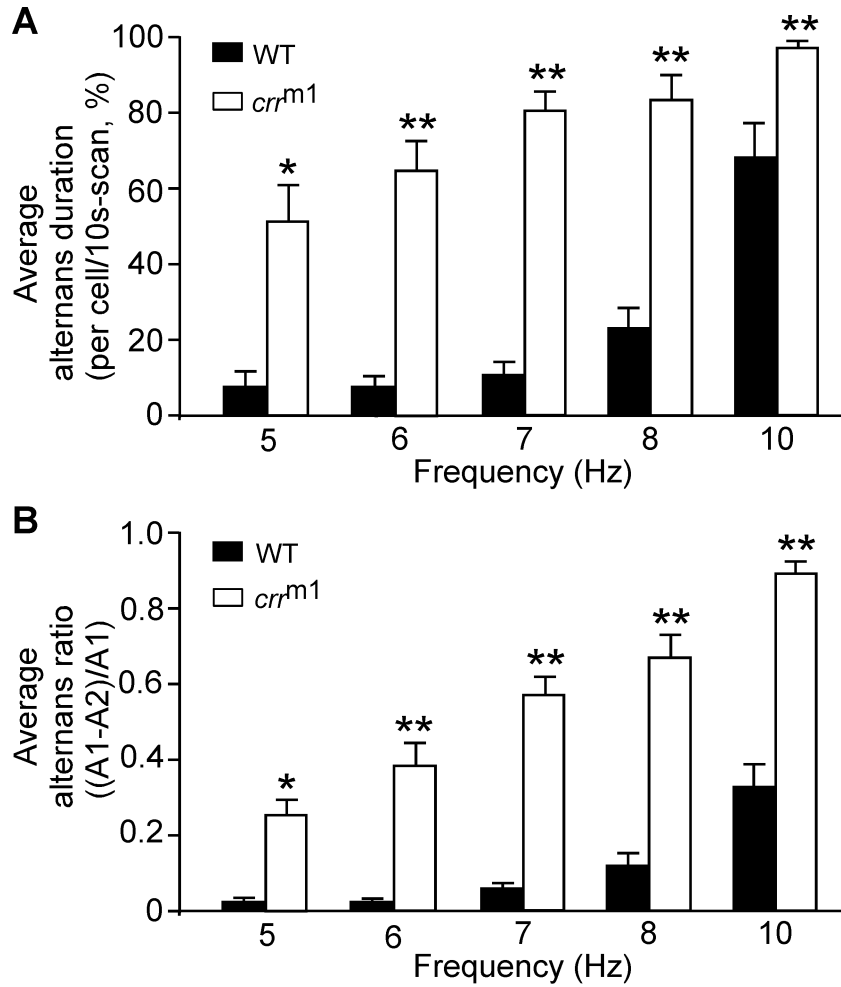 A
100
80
60
40
20
0
Average
alternans duration
(per cell/10s-scan, %)
WT
crrm1
*
**
**
**
**
5 6 7 8 10
Frequency (Hz)
B
1.0
0.8
0.6
0.4
0.2
0
Average
alternans ratio
((A1-A2)/A1)
WT
crrm1
*
**
**
**
**
5 6 7 8 10
Frequency (Hz)